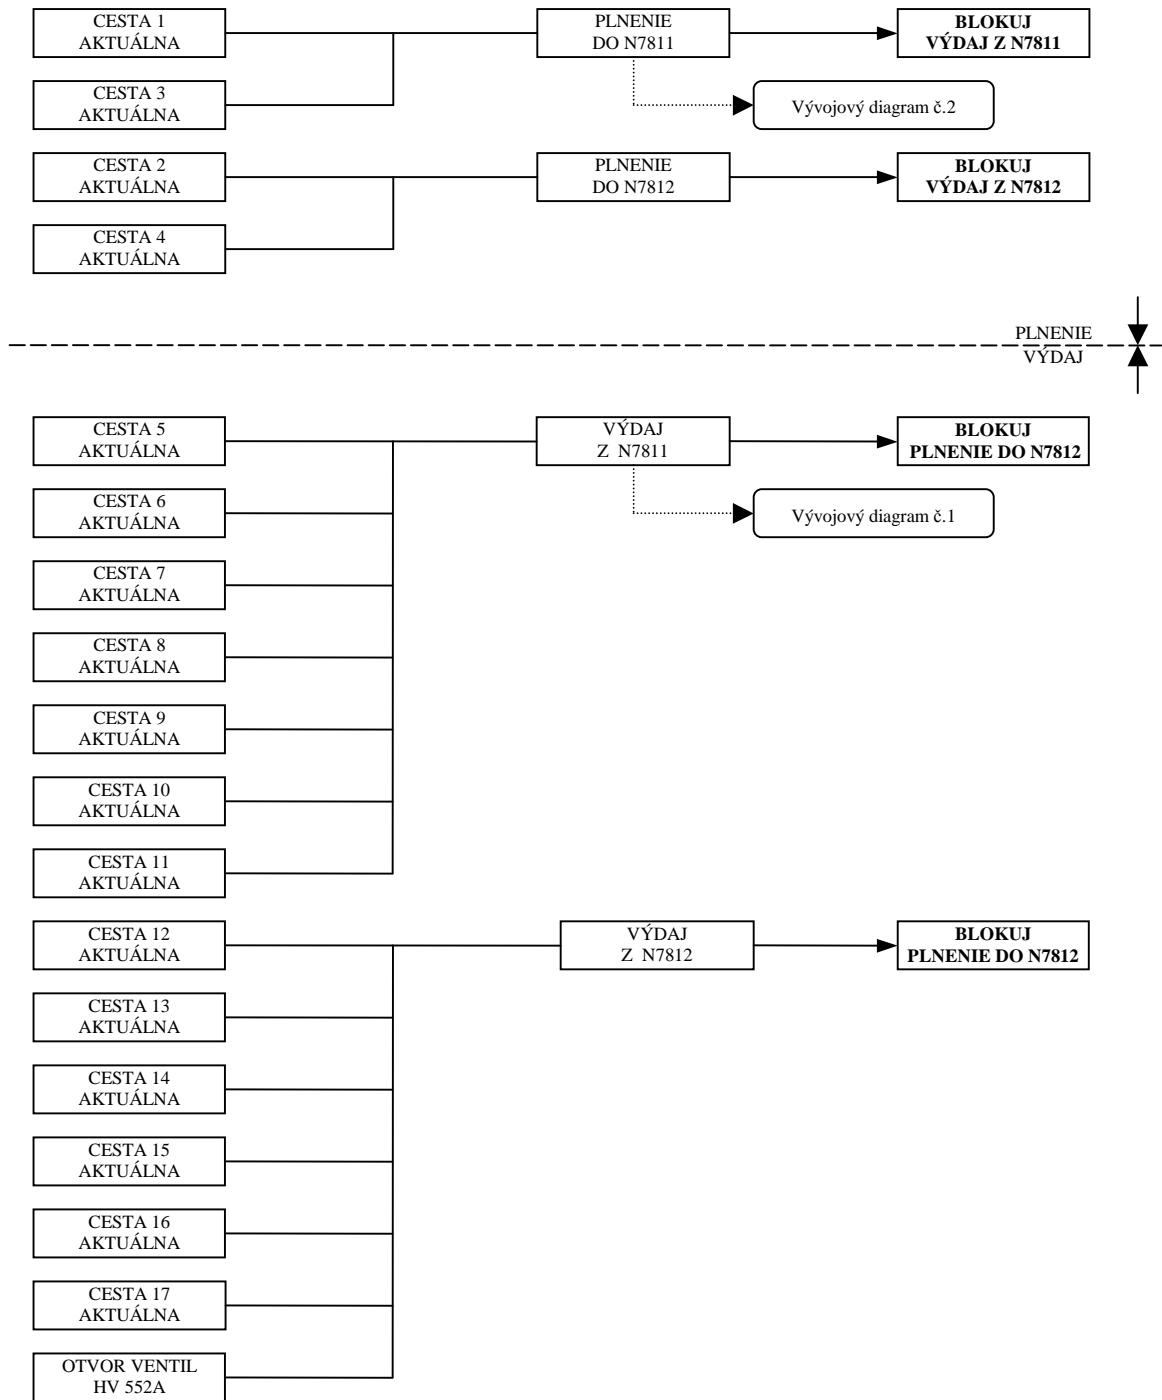 CESTA 1
AKTUÁLNA
PLNENIE
DO N7811
BLOKUJ
VÝDAJ Z N7811
CESTA 3
AKTUÁLNA
Vývojový diagram č.2
CESTA 2
AKTUÁLNA
PLNENIE
DO N7812
BLOKUJ
VÝDAJ Z N7812
CESTA 4
AKTUÁLNA
PLNENIE
VÝDAJ
CESTA 5
AKTUÁLNA
VÝDAJ
Z N7811
BLOKUJ
PLNENIE DO N7812
CESTA 6
AKTUÁLNA
Vývojový diagram č.1
CESTA 7
AKTUÁLNA
CESTA 8
AKTUÁLNA
CESTA 9
AKTUÁLNA
CESTA 10
AKTUÁLNA
CESTA 11
AKTUÁLNA
CESTA 12
AKTUÁLNA
VÝDAJ
Z N7812
BLOKUJ
PLNENIE DO N7812
CESTA 13
AKTUÁLNA
CESTA 14
AKTUÁLNA
CESTA 15
AKTUÁLNA
CESTA 16
AKTUÁLNA
CESTA 17
AKTUÁLNA
OTVOR VENTIL
HV 552A